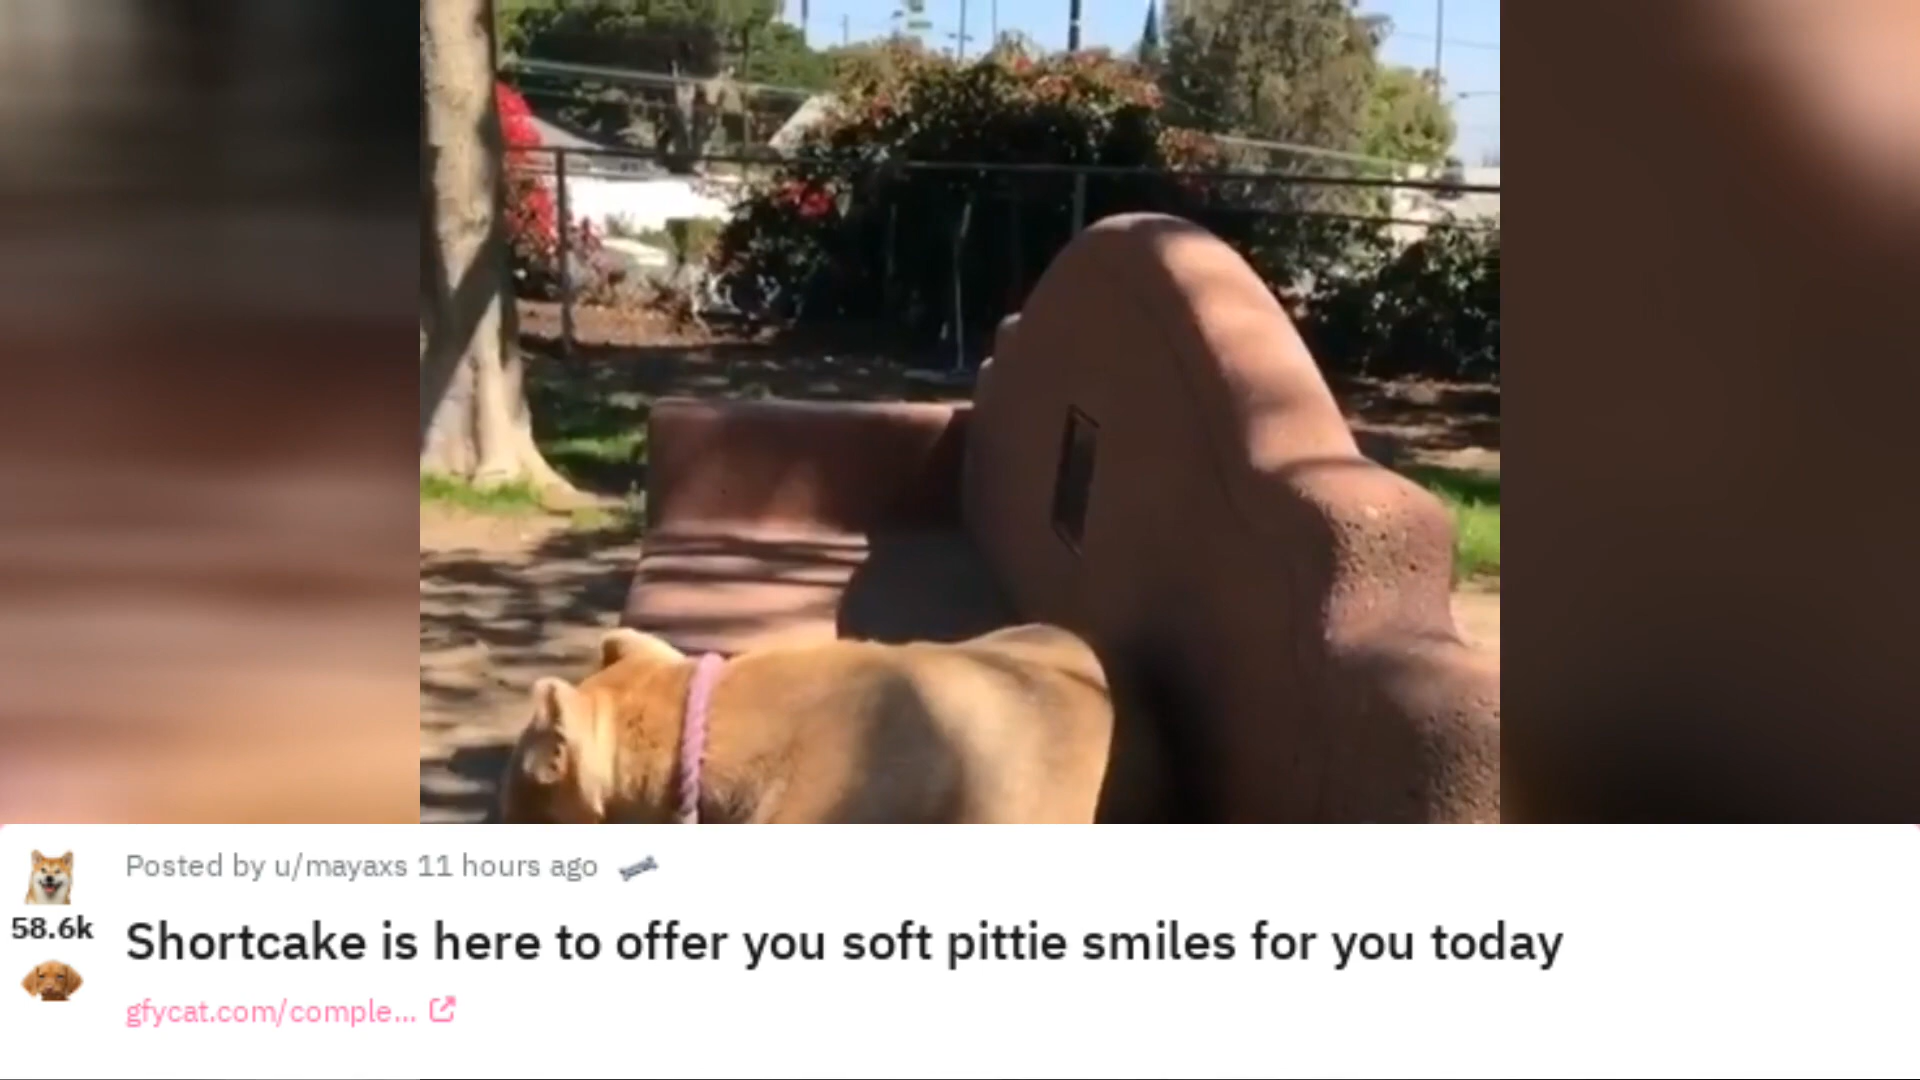 Posted by u/mayaxs 11 hours ago
58.6k
Shortcake is here to offer you soft pittie smiles for you today
gfycat.com/comple...